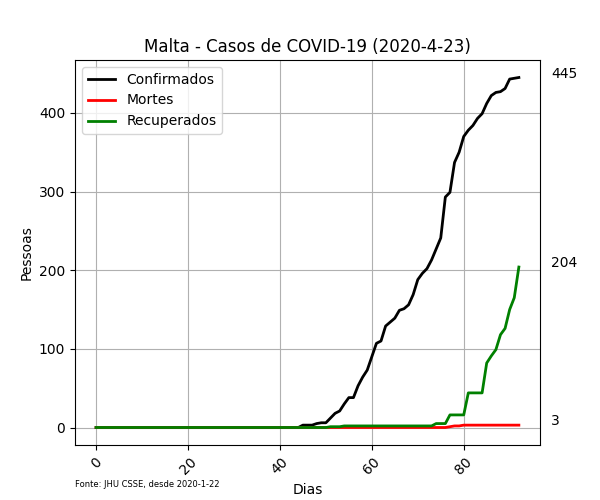 Malta - Casos de COVID-19 (2020-4-23)
Confirmados
Mortes
Recuperados
445
204
3
Pessoas
400
300
200
100
0
0
20
40
60
80
Dias
Fonte: JHU CSSE, desde 2020-1-22